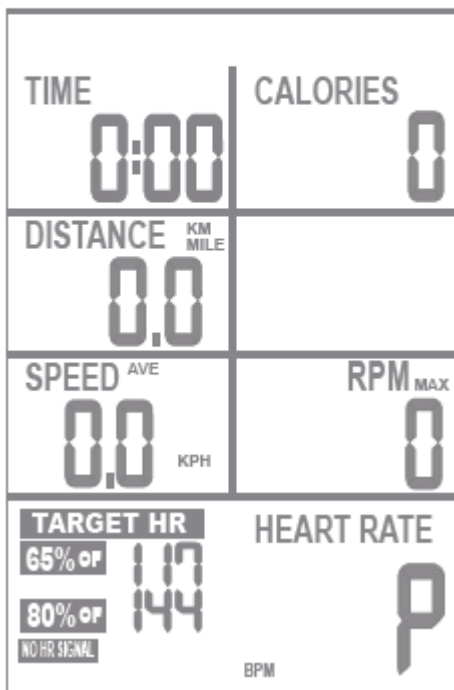 TIME CALORIES
0:00 0
DISTANCE KM
MILE
0.0
SPEED AVE RPM MAX
0.0 KPH 0
TARGET HR HEART RATE
65% OF 117
80% OF 144 P
NO HR SIGNAL
BPM